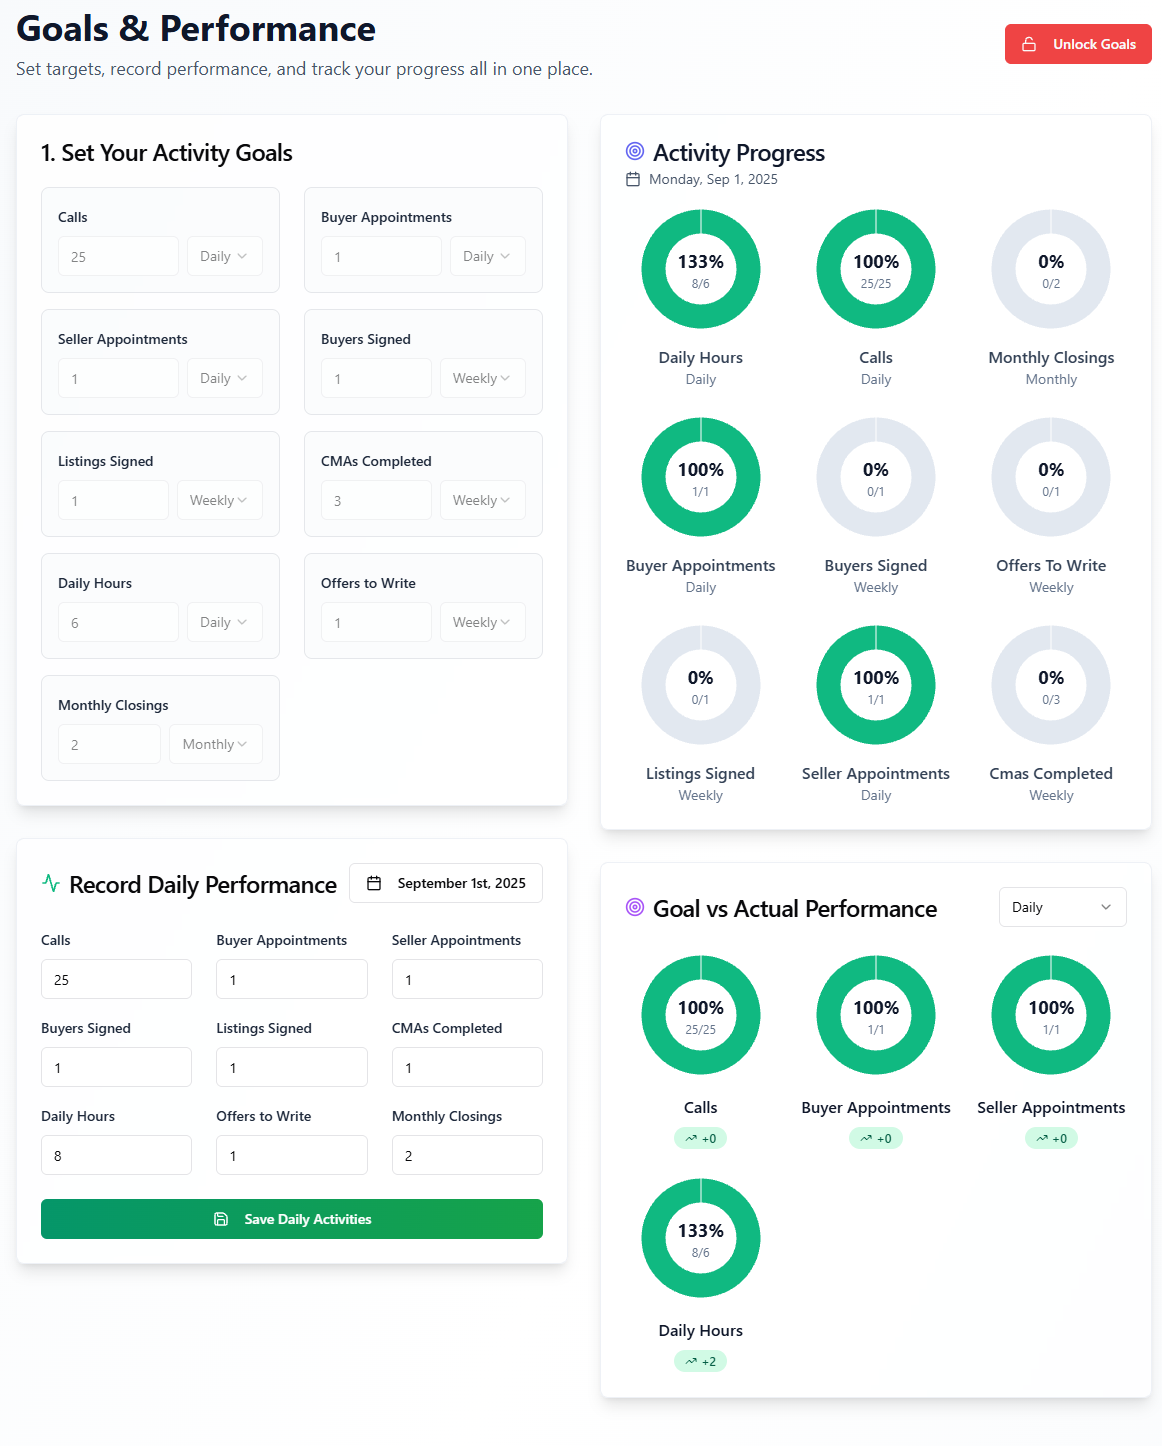 Goals & Performance
Set targets, record performance, and track your progress all in one place.
Unlock Goals
1. Set Your Activity Goals
Calls
25
Daily
Buyer Appointments
1
Daily
Seller Appointments
1
Daily
Buyers Signed
1
Weekly
Listings Signed
1
Weekly
CMAs Completed
3
Weekly
Daily Hours
6
Daily
Offers to Write
1
Weekly
Monthly Closings
2
Monthly
Record Daily Performance
September 1st, 2025
Calls
25
Buyer Appointments
1
Seller Appointments
1
Buyers Signed
1
Listings Signed
1
CMAs Completed
1
Daily Hours
8
Offers to Write
1
Monthly Closings
2
Save Daily Activities
Activity Progress
Monday, Sep 1, 2025
133%
8/6
Daily Hours
Daily
100%
25/25
Calls
Daily
0%
0/2
Monthly Closings
Monthly
100%
1/1
Buyer Appointments
Daily
0%
0/1
Buyers Signed
Weekly
0%
0/1
Offers To Write
Weekly
0%
0/1
Listings Signed
Weekly
100%
1/1
Seller Appointments
Daily
0%
0/3
Cmas Completed
Weekly
Goal vs Actual Performance
Daily
100%
25/25
Calls
+0
100%
1/1
Buyer Appointments
+0
100%
1/1
Seller Appointments
+0
133%
8/6
Daily Hours
+2